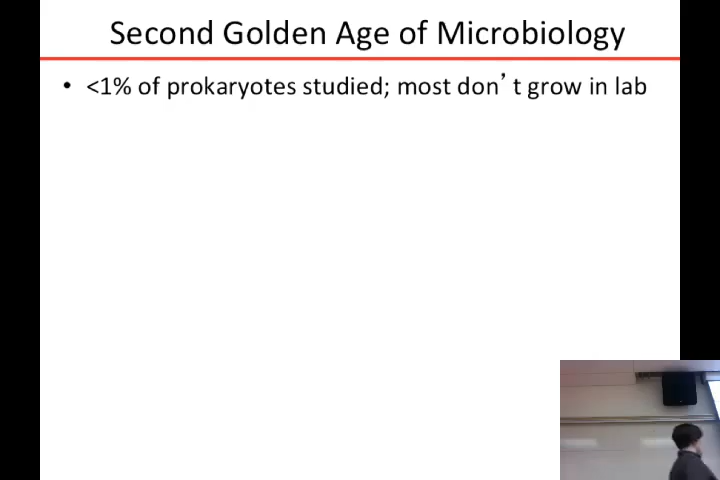 Second Golden Age of Microbiology
• <1% of prokaryotes studied; most don’t grow in lab